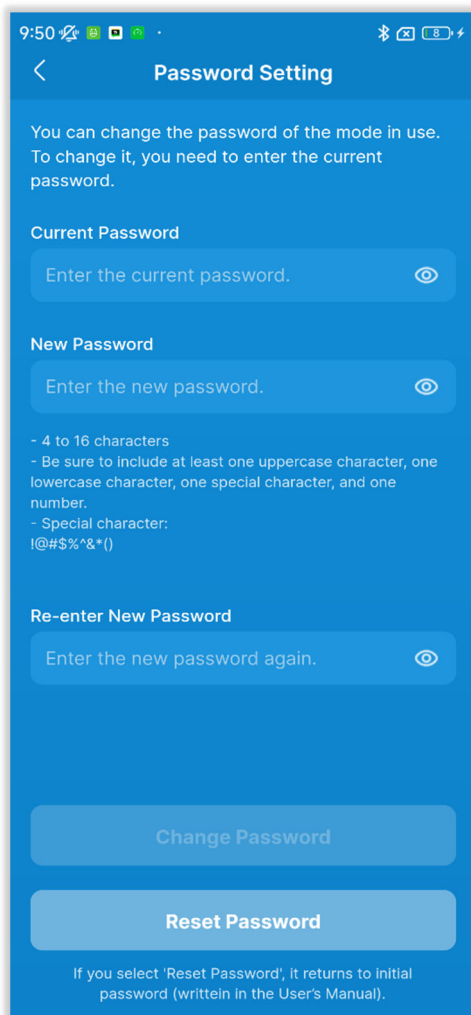 9:50
8
Password Setting
You can change the password of the mode in use.
To change it, you need to enter the current
password.
Current Password
Enter the current password.
New Password
Enter the new password.
- 4 to 16 characters
- Be sure to include at least one uppercase character, one
lowercase character, one special character, and one
number.
- Special character:
!@#$%^&*()
Re-enter New Password
Enter the new password again.
Change Password
Reset Password
If you select 'Reset Password', it returns to initial
password (writtein in the User's Manual).